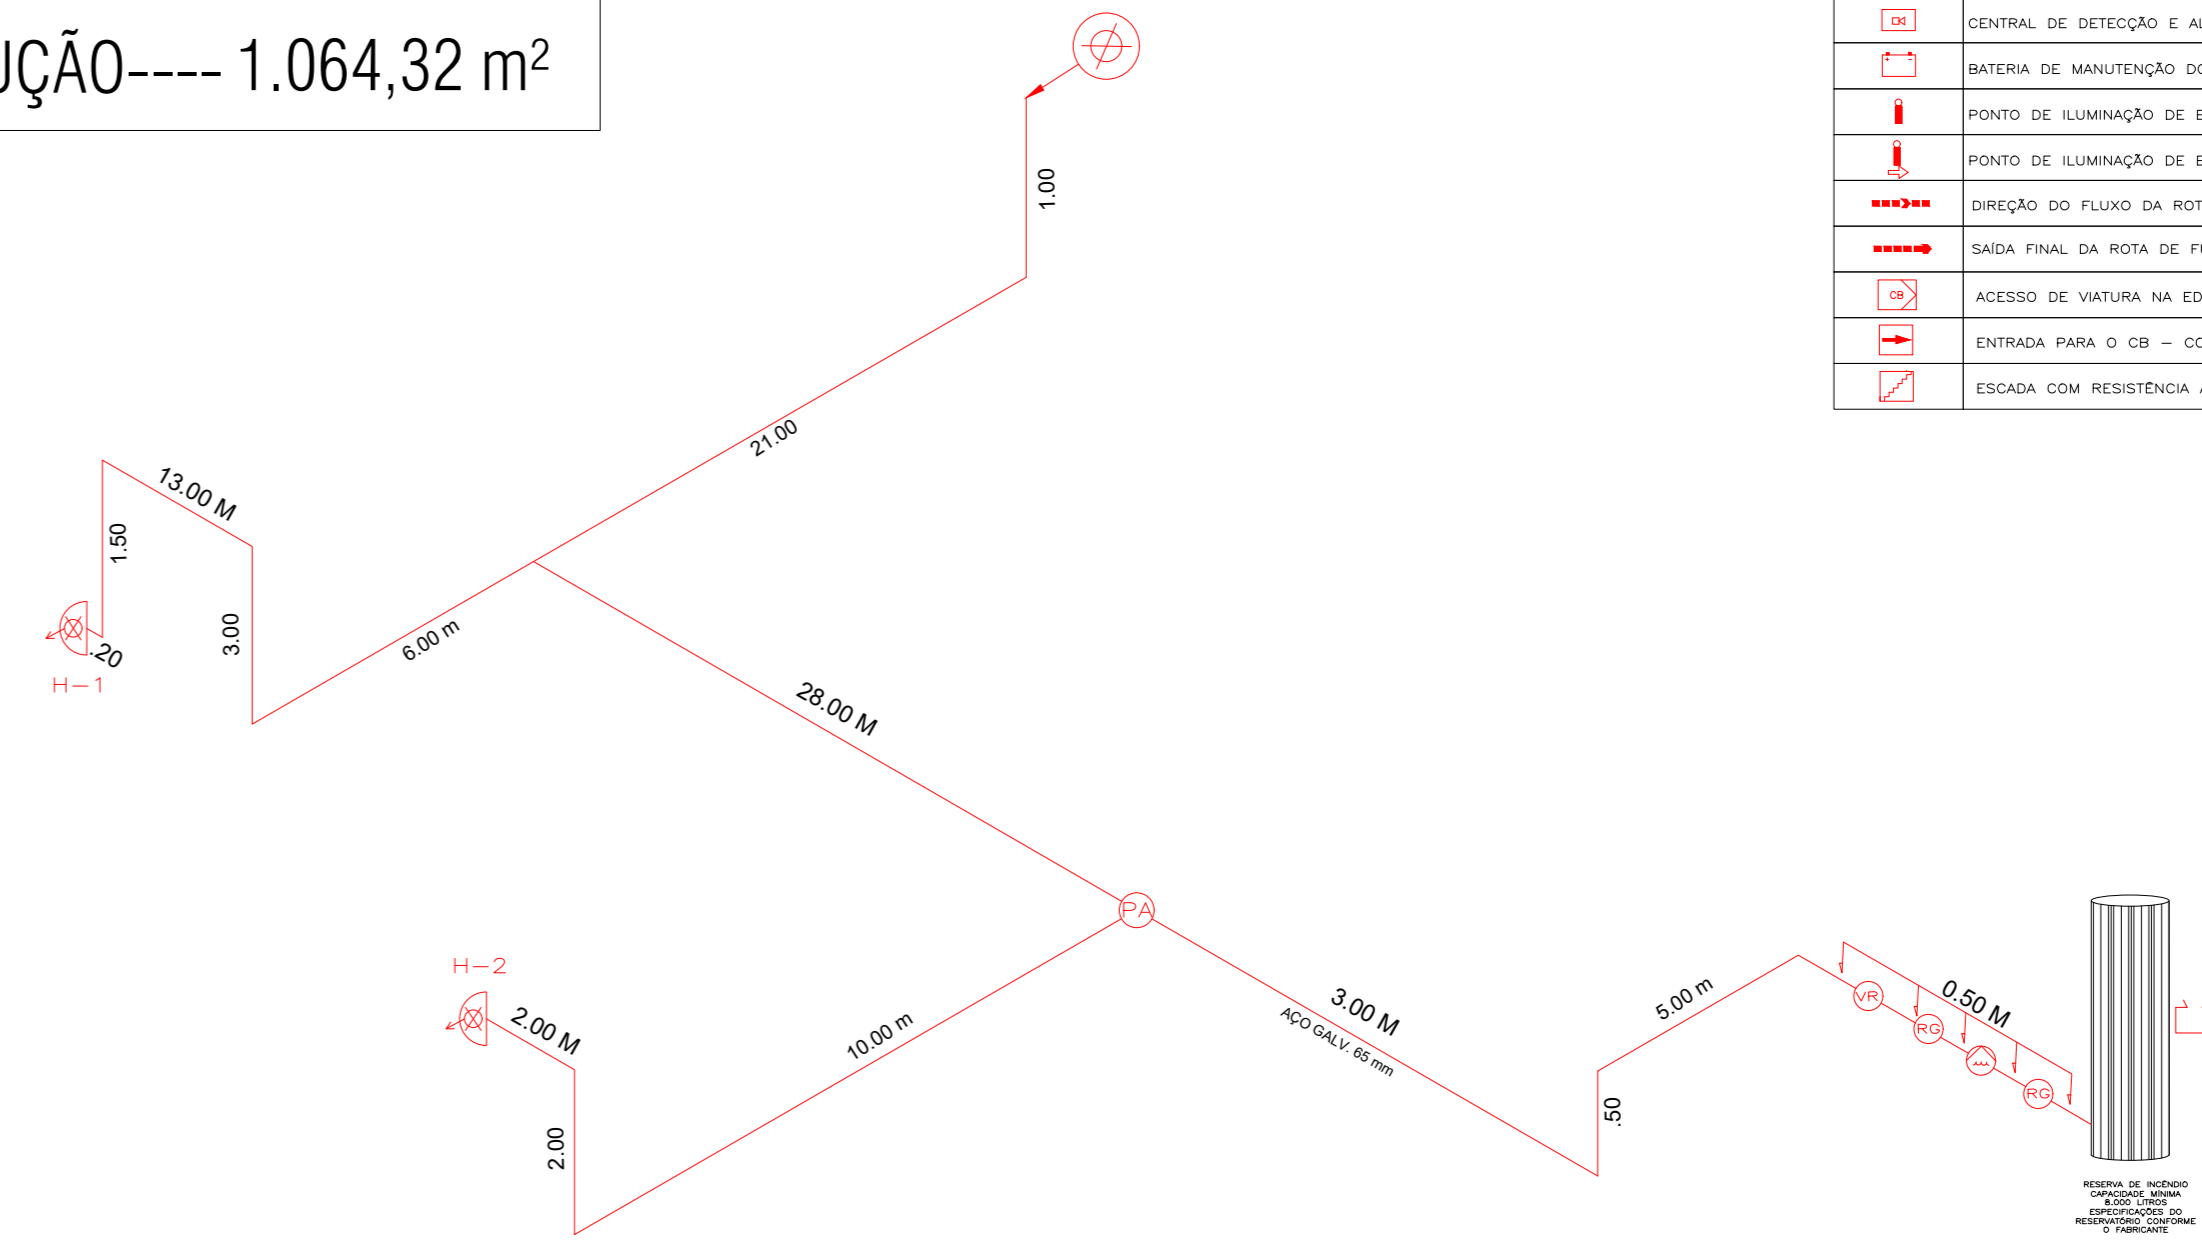 UÇÃO---- 1.064,32 m²
CENTRAL DE DETECÇÃO E
BATERIA DE MANUTENÇÃO
PONTO DE ILUMINAÇÃO DE
PONTO DE ILUMINAÇÃO DE
DIREÇÃO DO FLUXO DA ROT
SAÍDA FINAL DA ROTA DE
CB
ACESSO DE VIATURA NA ED
ENTRADA PARA O CB – CO
ESCADA COM RESISTÊNCIA
1.00
21.00
13.00 M
1.50
3.00
.20
H-1
6.00 m
28.00 M
PA
H-2
2.00 M
2.00
10.00 m
3.00 M
AÇO GALV. 65 mm
.50
5.00 m
0.50 M
VR
RG
RG
RESERVA DE INCÊNDIO
CAPACIDADE MÍNIMA
8.000 LITROS
ESPECIFICAÇÕES DO
RESERVATÓRIO CONFORME
O FABRICANTE